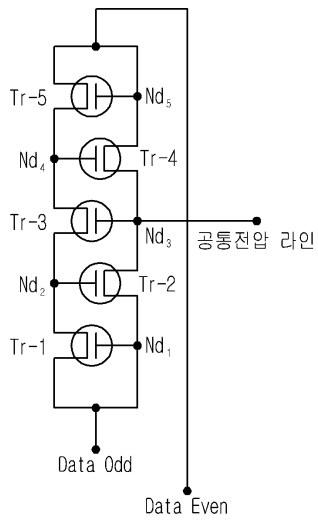 Tr-5
Nd₅
Nd₄
Tr-4
Tr-3
Nd₃
공통전압 라인
Nd₂
Tr-2
Tr-1
Nd₁
Data Odd
Data Even